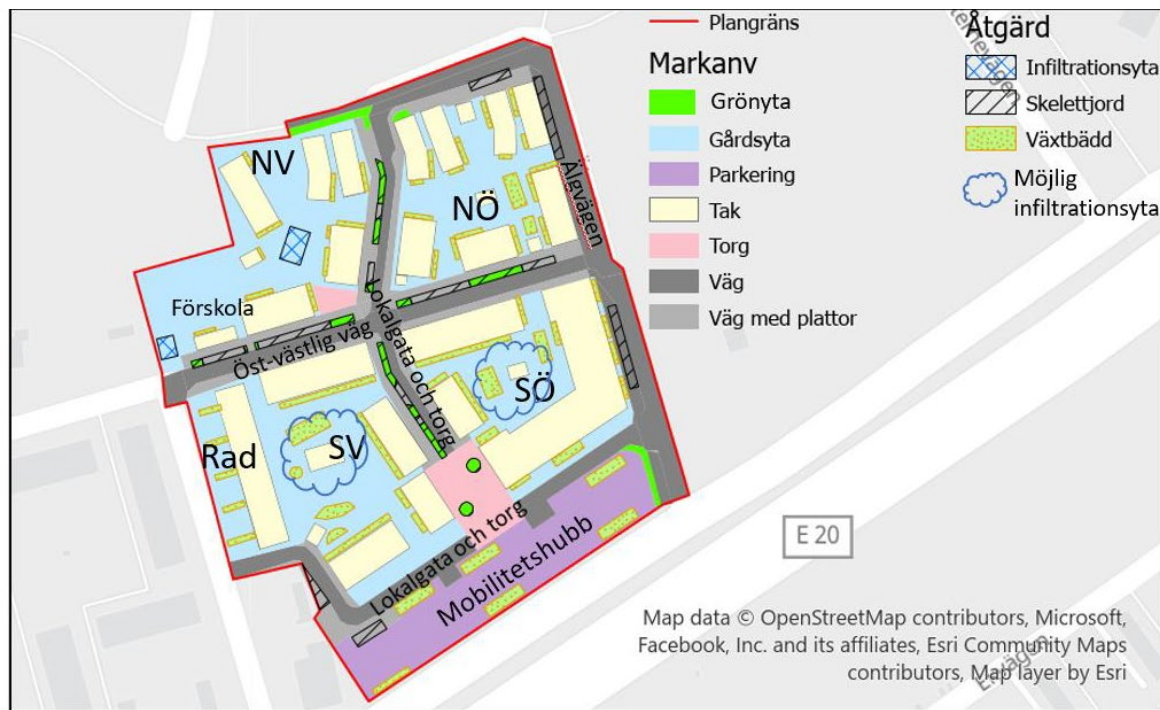 Plangräns
Markanv
Grönyta
Gårdsyta
Parkering
Tak
Torg
Väg
Väg med plattor
Åtgärd
Infiltrationsyta
Skelettjord
Växtbädd
Möjlig
infiltrationsyta
NV
NÖ
Älgvägen
Förskola
Öst-västlig väg
Lokalgata och torg
SÖ
SV
Rad
Lokalgata och torg
Mobilitetshubb
E 20
Map data © OpenStreetMap contributors, Microsoft,
Facebook, Inc. and its affiliates, Esri Community Maps
contributors, Map layer by Esri